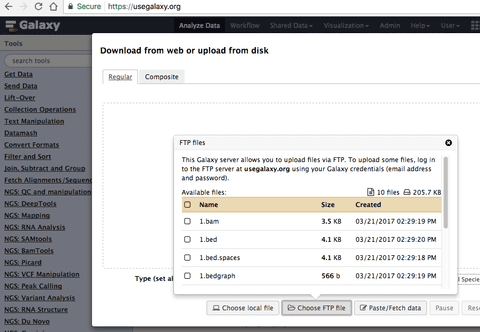 Secure https://usegalaxy.org
Galaxy Analyze Data Workflow Shared Data Visualization Admin Help User
Tools
search tools
Get Data
Send Data
Lift-Over
Collection Operations
Text Manipulation
Datamash
Convert Formats
Filter and Sort
Join, Subtract and Group
Fetch Alignments/Sequences
NGS: QC and manipulation
NGS: DeepTools
NGS: Mapping
NGS: RNA Analysis
NGS: SAMtools
NGS: BamTools
NGS: Picard
NGS: VCF Manipulation
NGS: Peak Calling
NGS: Variant Analysis
NGS: RNA Structure
NGS: Du Novo
Download from web or upload from disk
Regular Composite
FTP files
This Galaxy server allows you to upload files via FTP. To upload some files, log in
to the FTP server at usegalaxy.org using your Galaxy credentials (email address
and password).
Available files: 10 files 205.7 KB
Name Size Created
1.bam 3.5 KB 03/21/2017 02:29:19 PM
1.bed 4.1 KB 03/21/2017 02:29:20 PM
1.bed.spaces 4.1 KB 03/21/2017 02:29:18 PM
1.bedgraph 566 b 03/21/2017 02:29:19 PM
Type (set al
l Species
Choose local file Choose FTP file Paste/Fetch data Pause Rese